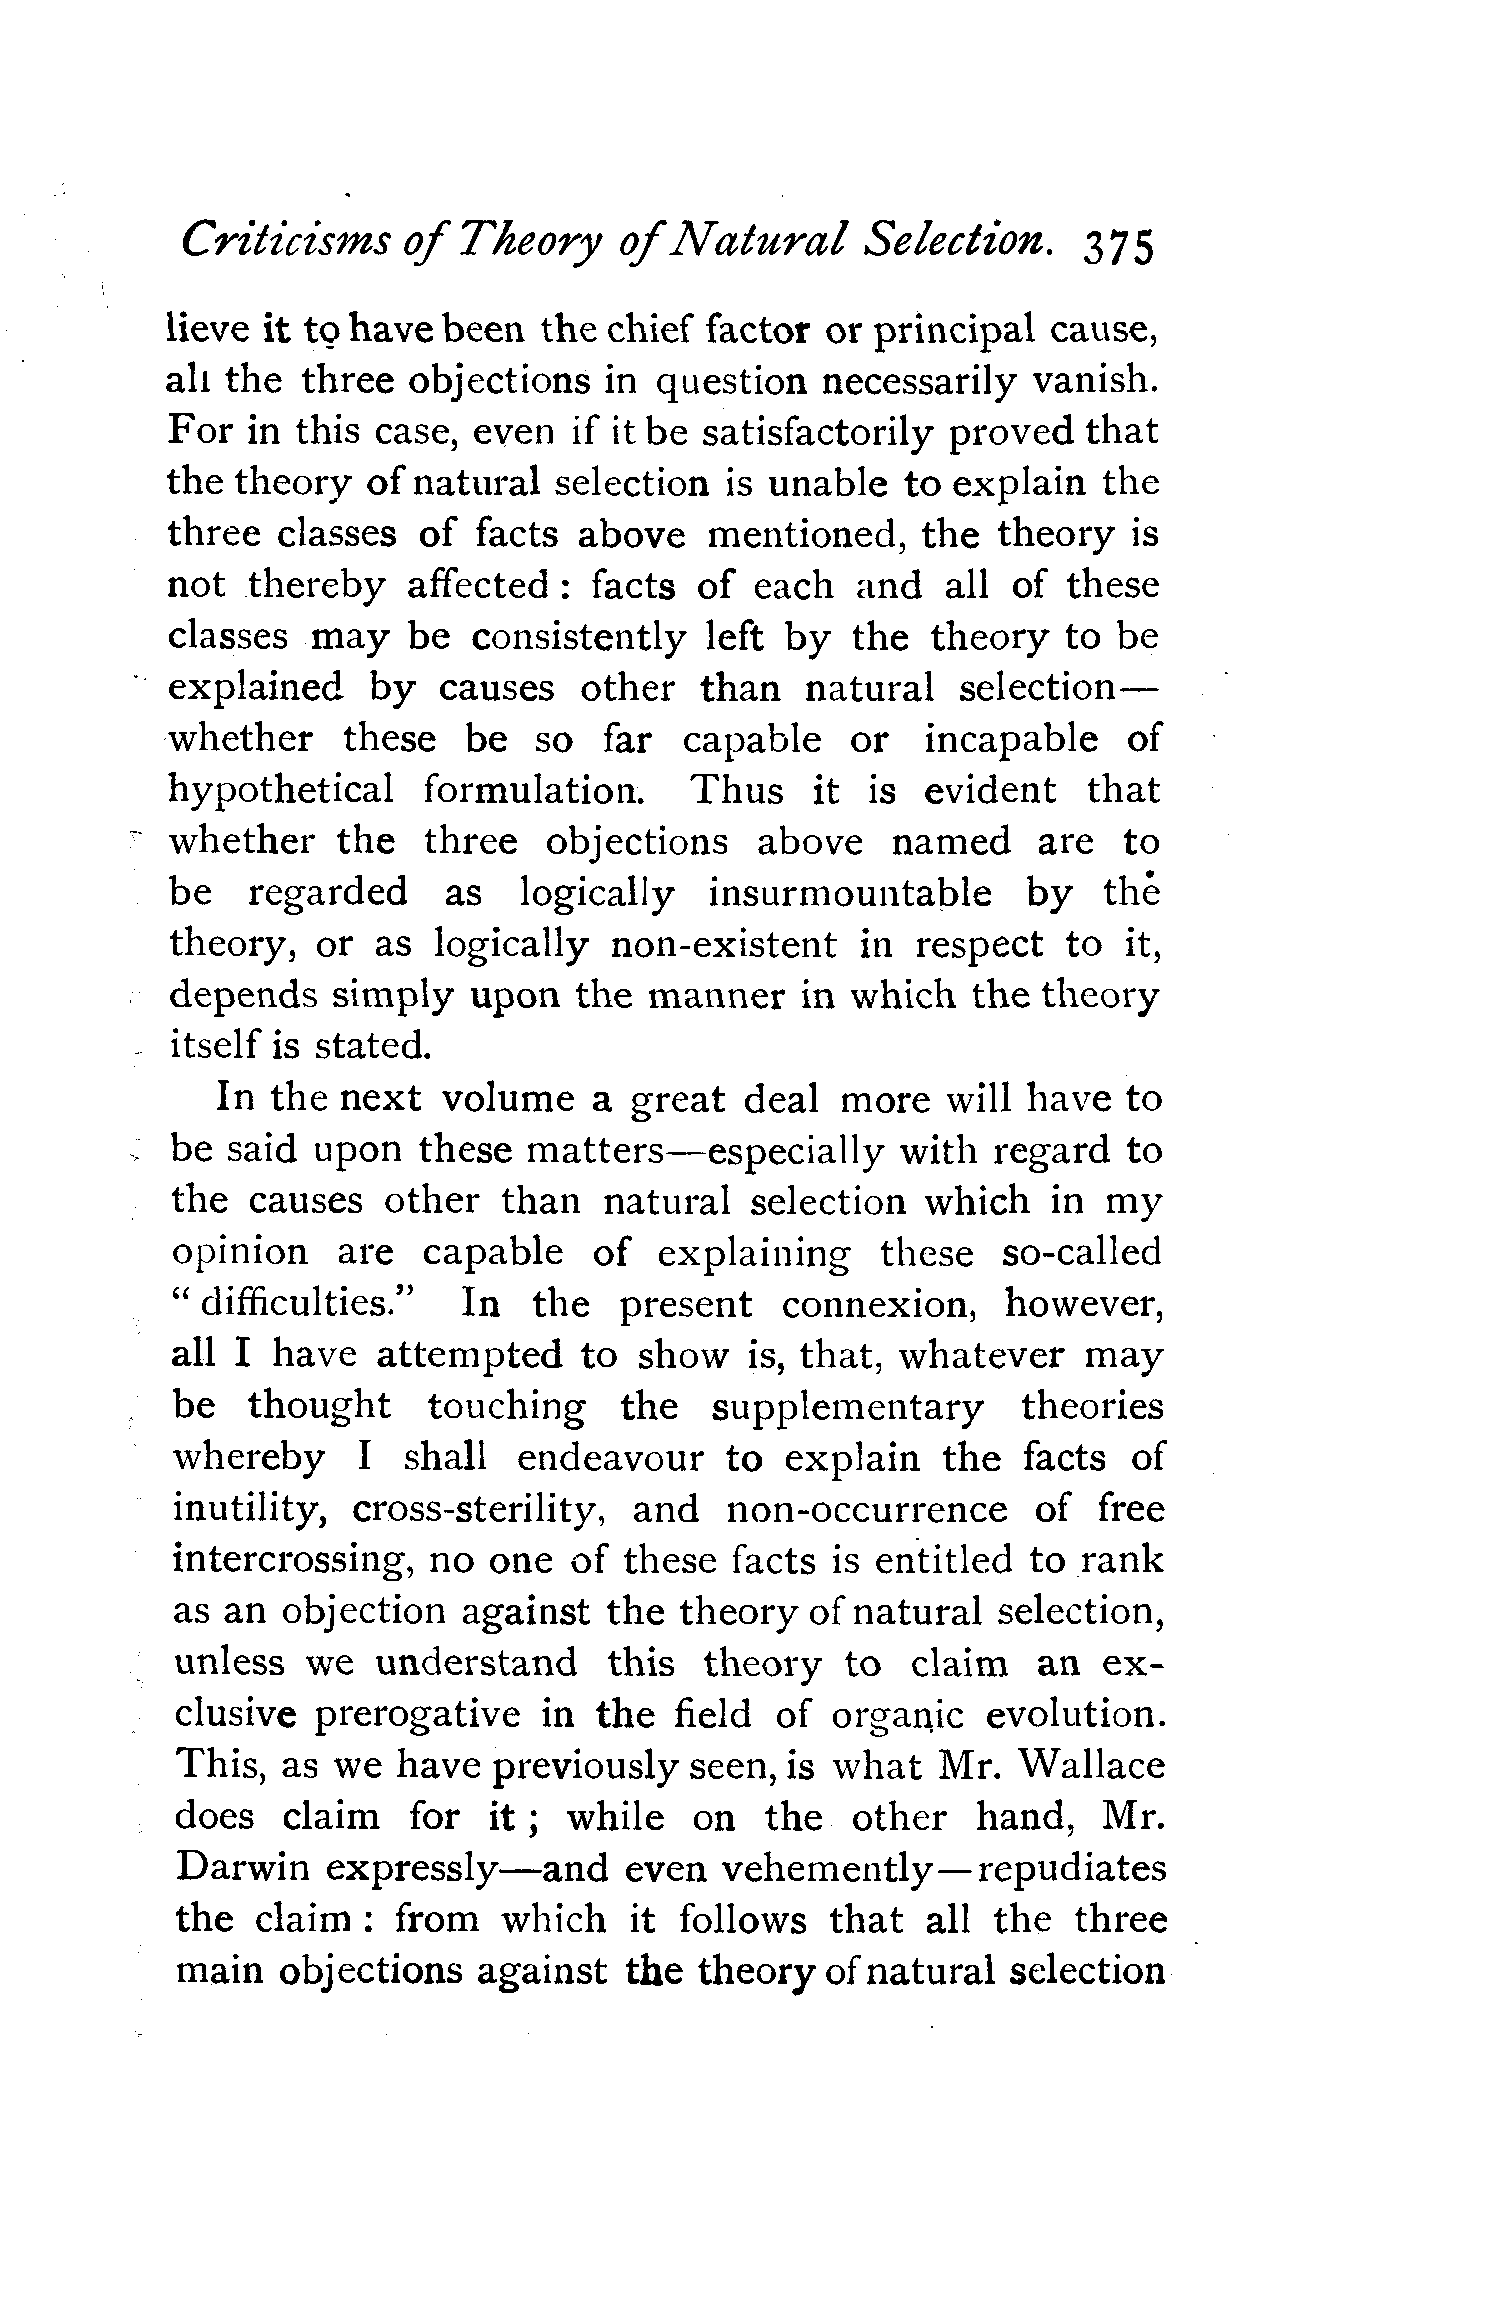 Criticisms of Theory of Natural Selection. 375
lieve it to have been the chief factor or principal cause,
all the three objections in question necessarily vanish.
For in this case, even if it be satisfactorily proved that
the theory of natural selection is unable to explain the
three classes of facts above mentioned, the theory is
not thereby affected : facts of each and all of these
classes may be consistently left by the theory to be
explained by causes other than natural selection—
whether these be so far capable or incapable of
hypothetical formulation. Thus it is evident that
whether the three objections above named are to
be regarded as logically insurmountable by the
theory, or as logically non-existent in respect to it,
depends simply upon the manner in which the theory
itself is stated.
In the next volume a great deal more will have to
be said upon these matters—especially with regard to
the causes other than natural selection which in my
opinion are capable of explaining these so-called
“ difficulties.” In the present connexion, however,
all I have attempted to show is, that, whatever may
be thought touching the supplementary theories
whereby I shall endeavour to explain the facts of
inutility, cross-sterility, and non-occurrence of free
intercrossing, no one of these facts is entitled to rank
as an objection against the theory of natural selection,
unless we understand this theory to claim an ex-
clusive prerogative in the field of organic evolution.
This, as we have previously seen, is what Mr. Wallace
does claim for it ; while on the other hand, Mr.
Darwin expressly—and even vehemently—repudiates
the claim : from which it follows that all the three
main objections against the theory of natural selection